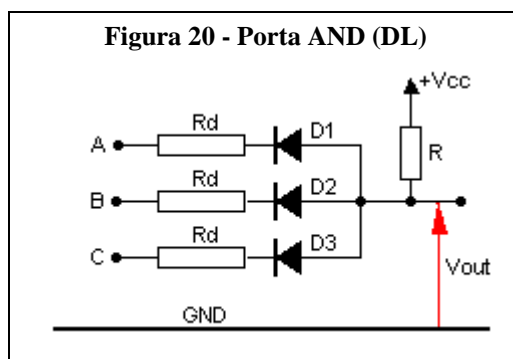 Figura 20 - Porta AND (DL)
+Vcc
Rd
D1
A
R
Rd
D2
B
Rd
D3
C
Vout
GND